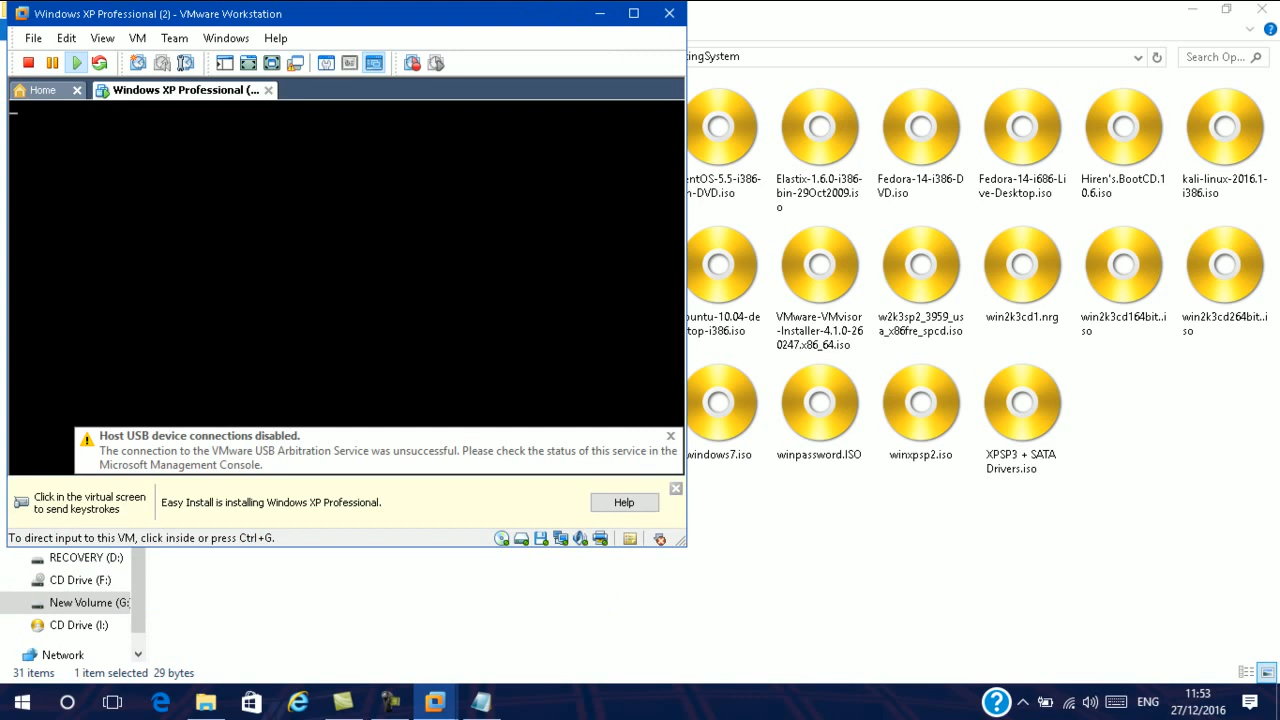 Windows XP Professional (2) - VMware Workstation
File Edit View VM Team Windows Help
Home
Windows XP Professional (...
Host USB device connections disabled.
The connection to the VMware USB Arbitration Service was unsuccessful. Please check the status of this service in the
Microsoft Management Console.
Click in the virtual screen
to send keystrokes
Easy Install is installing Windows XP Professional.
Help
To direct input to this VM, click inside or press Ctrl+G.
ingSystem
Search Op...
entOS-5.5-i386-
n-DVD.iso
Elastix-1.6.0-i386-
bin-29Oct2009.is
o
Fedora-14-i386-D
VD.iso
Fedora-14-i686-Li
ve-Desktop.iso
Hiren's.BootCD.1
0.6.iso
kali-linux-2016.1-
i386.iso
buntu-10.04-de
ktop-i386.iso
VMware-VMvisor
-Installer-4.1.0-260
247.x86_64.iso
w2k3sp2_3959_us
a_x86fre_spcd.iso
win2k3cd1.nrg
win2k3cd164bit..i
so
win2k3cd264bit..i
so
windows7.iso
winpassword.ISO
winxpsp2.iso
XPSP3 + SATA
Drivers.iso
RECOVERY (D:)
CD Drive (F:)
New Volume (G:
CD Drive (I:)
Network
31 items 1 item selected 29 bytes
ENG
11:53
27/12/2016